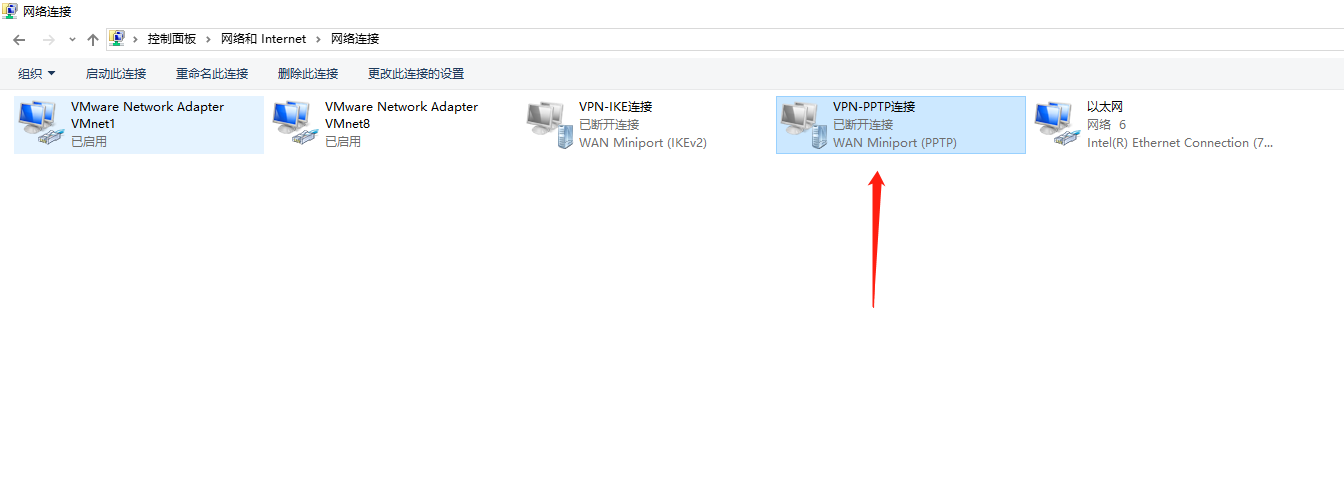 网络连接
控制面板 网络和 Internet 网络连接
组织 启动此连接 重命名此连接 删除此连接 更改此连接的设置
VMware Network Adapter
VMnet1
已启用
VMware Network Adapter
VMnet8
已启用
VPN-IKE连接
已断开连接
WAN Miniport (IKEv2)
VPN-PPTP连接
已断开连接
WAN Miniport (PPTP)
以太网
网络 6
Intel(R) Ethernet Connection (7...